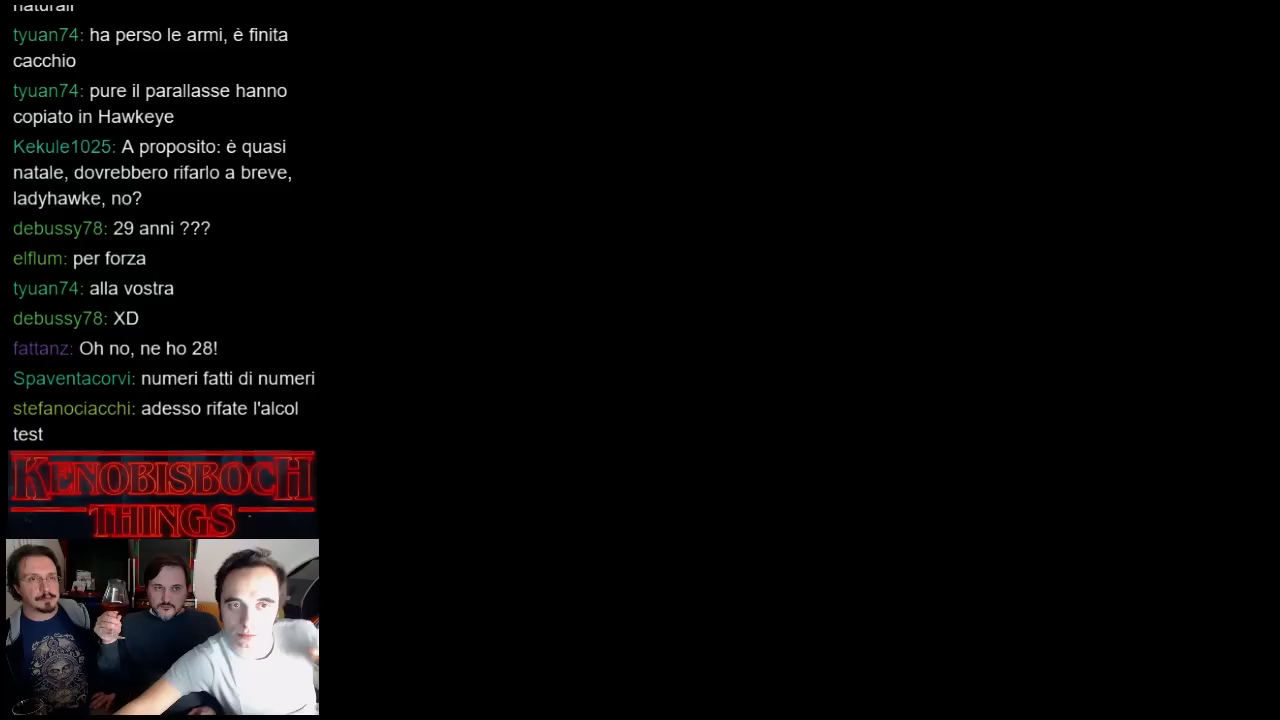 naturali
tyuan74: ha perso le armi, è finita
cacchio
tyuan74: pure il parallasse hanno
copiato in Hawkeye
Kekule1025: A proposito: è quasi
natale, dovrebbero rifarlo a breve,
ladyhawke, no?
debussy78: 29 anni ???
elflum: per forza
tyuan74: alla vostra
debussy78: XD
fattanz: Oh no, ne ho 28!
Spaventacorvi: numeri fatti di numeri
stefanociacchi: adesso rifate l'alcol
test
KENOBISBOCH
THINGS